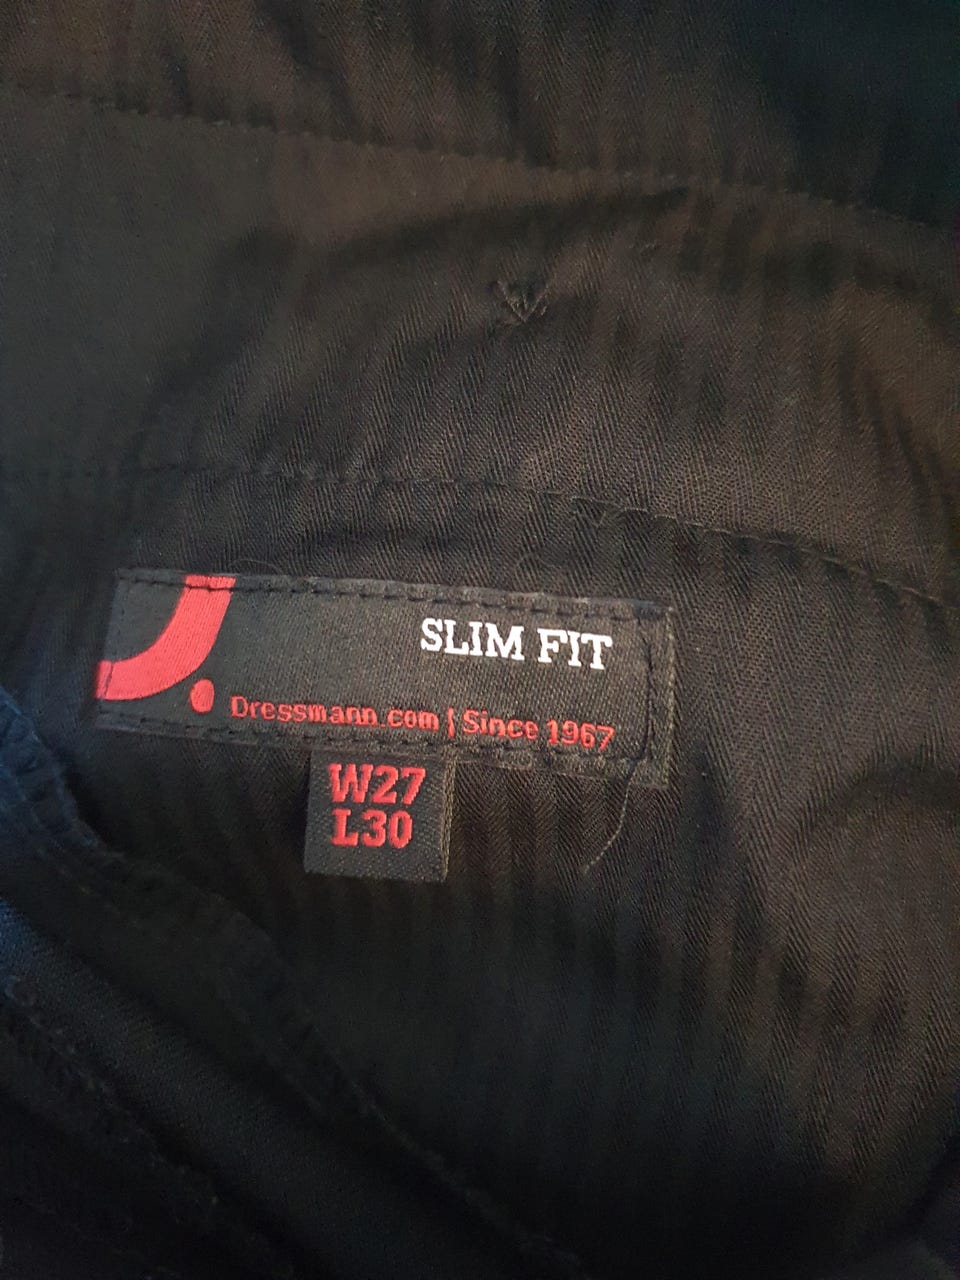 SLIM FIT
Dressmann.com | Since 1967
W27
L30